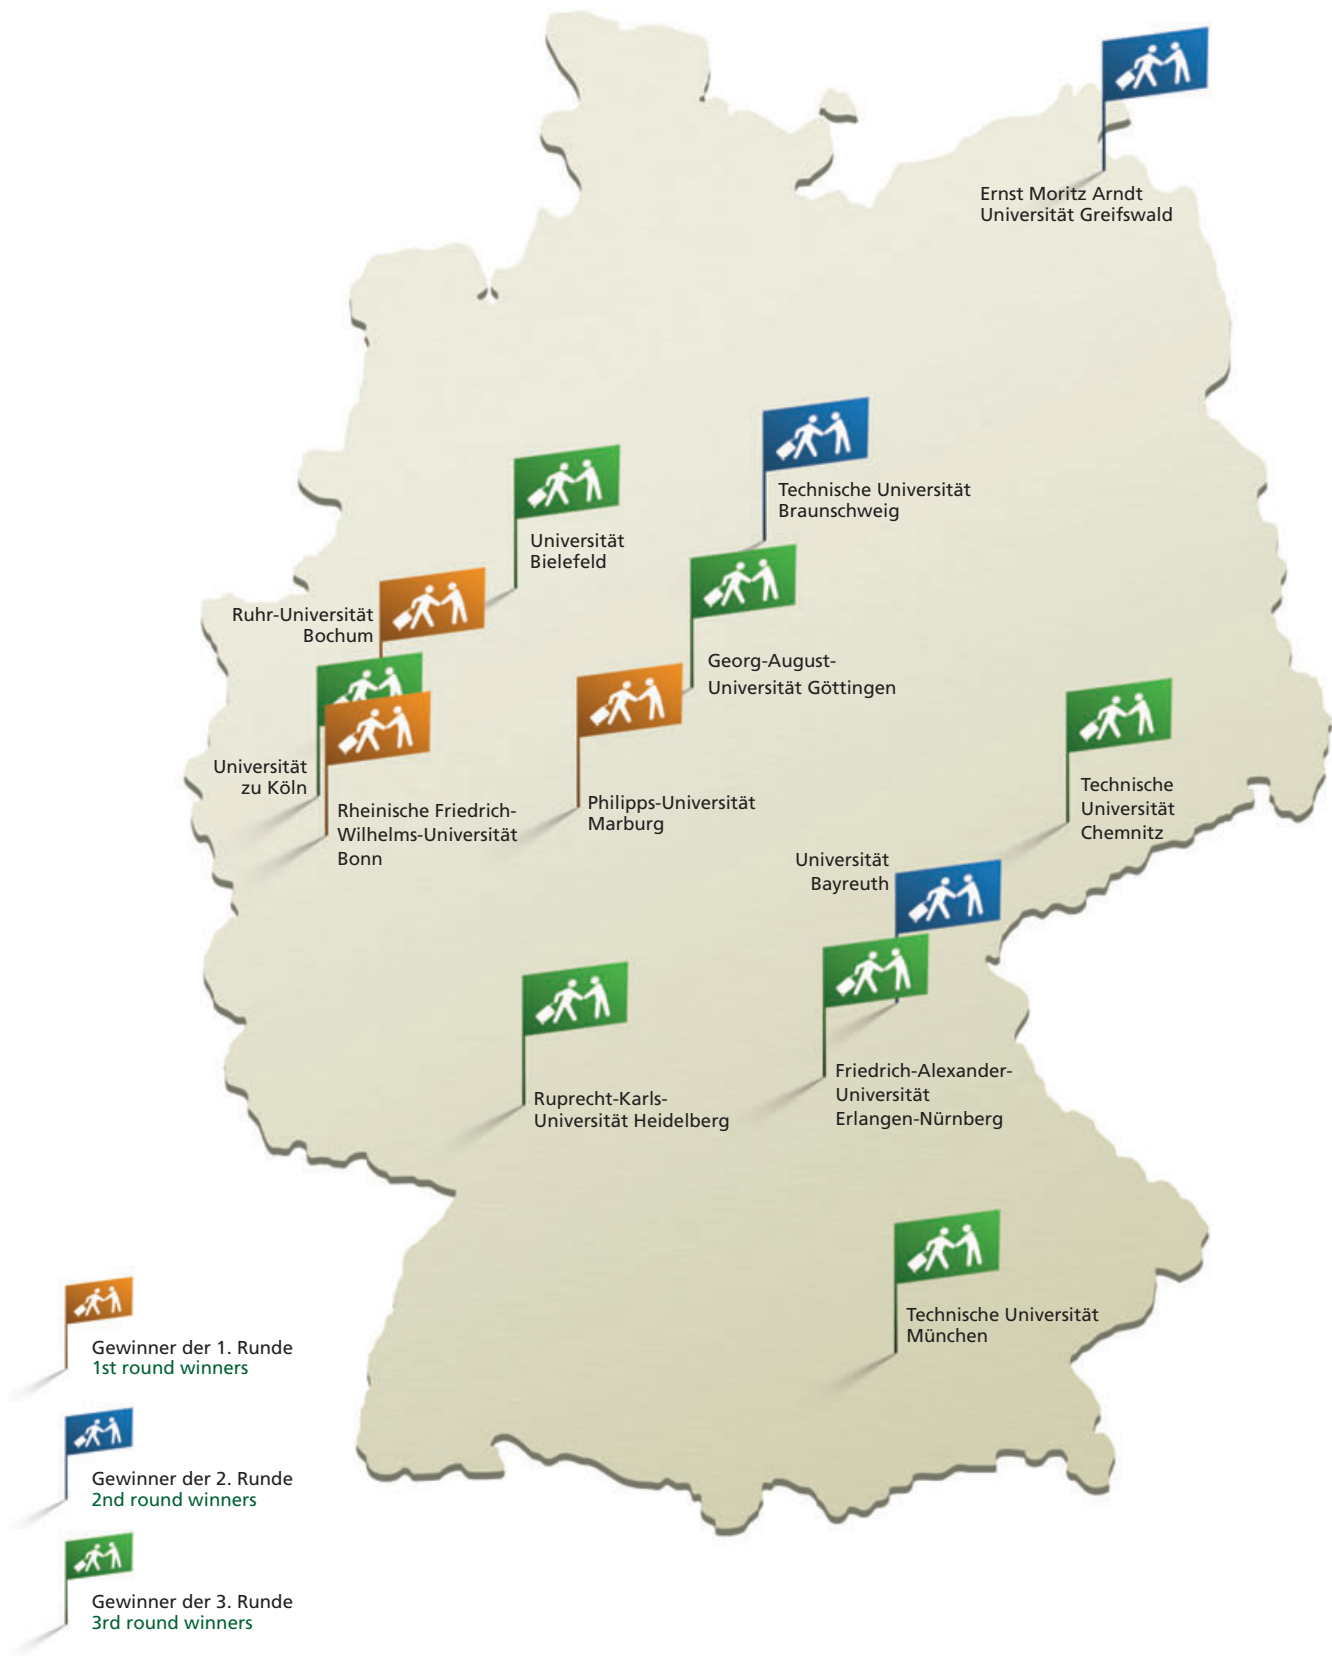 Ernst Moritz Arndt
Universität Greifswald
Technische Universität
Braunschweig
Universität
Bielefeld
Ruhr-Universität
Bochum
Georg-August-
Universität Göttingen
Universität
zu Köln
Rheinische Friedrich-
Wilhelms-Universität
Bonn
Philipps-Universität
Marburg
Technische
Universität
Chemnitz
Universität
Bayreuth
Friedrich-Alexander-
Universität
Erlangen-Nürnberg
Ruprecht-Karls-
Universität Heidelberg
Technische Universität
München
Gewinner der 1. Runde
1st round winners
Gewinner der 2. Runde
2nd round winners
Gewinner der 3. Runde
3rd round winners